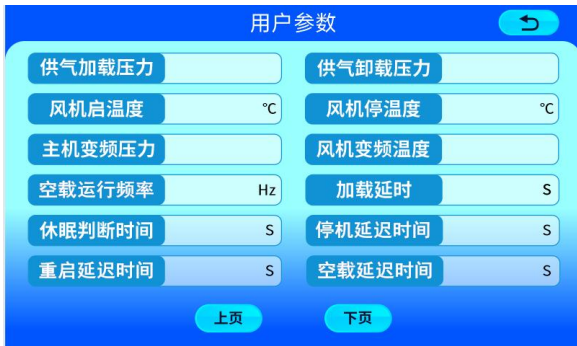 用户参数
供气加载压力 供气卸载压力
风机启温度 ℃ 风机停温度 ℃
主机变频压力 风机变频温度
空载运行频率 Hz 加载延时 S
休眠判断时间 S 停机延迟时间 S
重启延迟时间 S 空载延迟时间 S
上页 下页